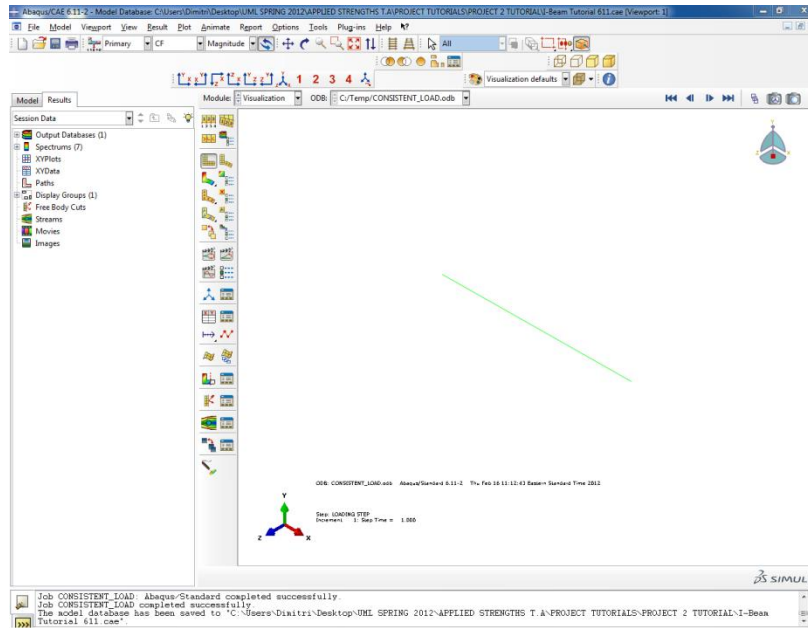 Abaqus/CAE 6.11-2 - Model Database: C:\Users\Dimitri\Desktop\UML SPRING 2012\APPLIED STRENGTHS T.A\PROJECT TUTORIALS\PROJECT 2 TUTORIAL\I-Beam Tutorial 611.cae [Viewport: 1]
File Model Viewport View Result Plot Animate Report Options Tools Plug-ins Help
Primary CF Magnitude All
1 2 3 4 Visualization defaults
Model Results Module: Visualization ODB: C:/Temp/CONSISTENT_LOAD.odb
Session Data
Output Databases (1)
Spectrums (7)
XYPlots
XYData
Paths
Display Groups (1)
Free Body Cuts
Streams
Movies
Images
ODB: CONSISTENT_LOAD.odb Abaqus/Standard 6.11-2 Thu Feb 16 11:12:43 Eastern Standard Time 2012
Y
Z X
Step: LOADING STEP
Increment 1: Step Time = 1.000
SIMUL
Job CONSISTENT_LOAD: Abaqus/Standard completed successfully.
Job CONSISTENT_LOAD completed successfully.
The model database has been saved to "C:\Users\Dimitri\Desktop\UML SPRING 2012\APPLIED STRENGTHS T.A\PROJECT TUTORIALS\PROJECT 2 TUTORIAL\I-Beam
Tutorial 611.cae".
>>>